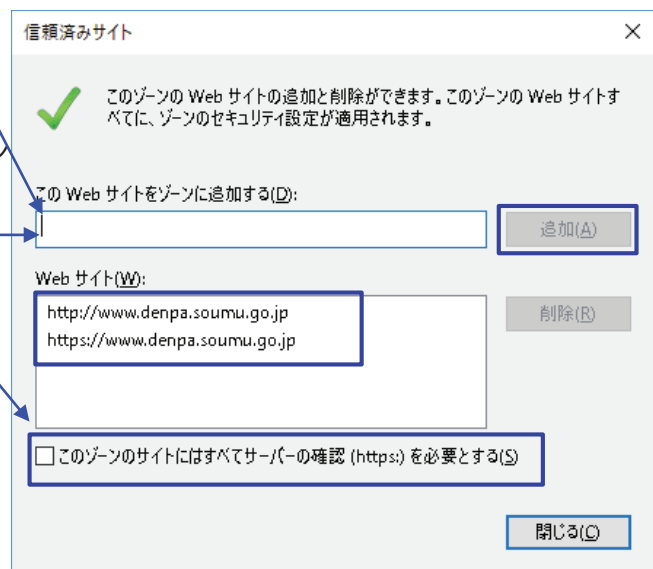 信頼済みサイト
このゾーンの Web サイトの追加と削除ができます。このゾーンの Web サイトす
べてに、ゾーンのセキュリティ設定が適用されます。
この Web サイトをゾーンに追加する(D):
追加(A)
Web サイト(W):
http://www.denpa.soumu.go.jp
削除(R)
https://www.denpa.soumu.go.jp
このゾーンのサイトにはすべてサーバーの確認 (https:) を必要とする(S)
閉じる(C)